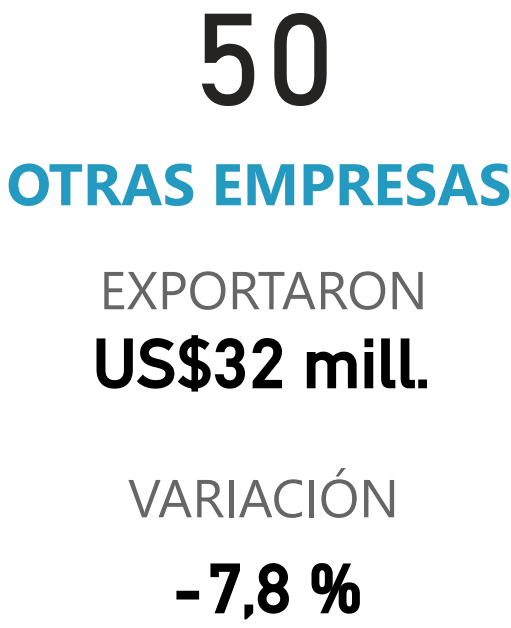 50
OTRAS EMPRESAS
EXPORTARON
US$32 mill.
VARIACIÓN
-7,8 %